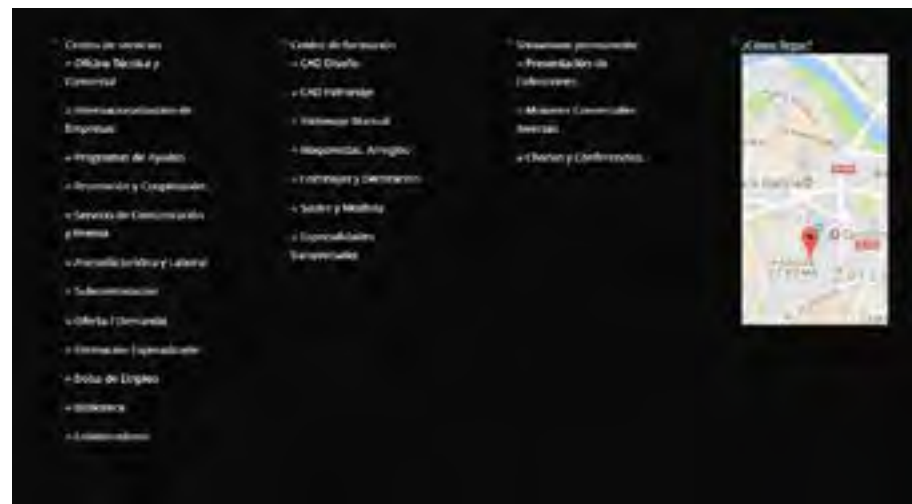 Centro de servicios
» Oficina Técnica y
Comercial
» Internacionalización de
Empresas
» Programas de Ayudas
» Promoción y Cooperación
» Servicio de Comunicación
y Prensa
» Asesoría Jurídica y Laboral
» Subcontratación
» Oferta / Demanda
» Formación Especializada
» Bolsa de Empleo
» Biblioteca
» Colaboradores
Centro de formación
» CAD Diseño
» CAD Patronaje
» Patronaje Manual
» Maquinistas, Arreglos
» Sastre y Modista
» Especialidades
Transversales
Showroom permanente
» Presentación de
Colecciones
» Misiones Comerciales
Inversas
» Charlas y Conferencias.
¿Cómo llegar?